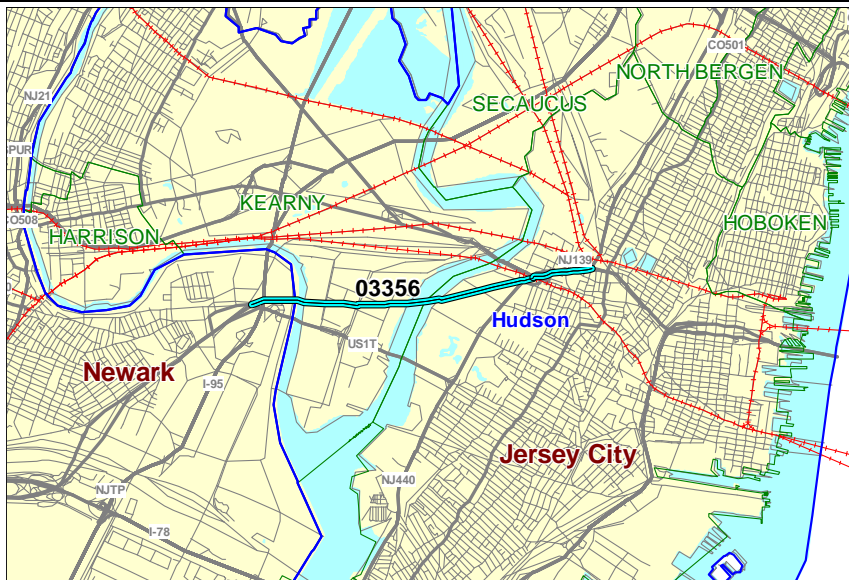 CO501
NORTH BERGEN
NJ21
SECAUCUS
SPUR
KEARNY
CO508
HOBOKEN
HARRISON
NJ139
03356
Hudson
US1T
Newark
I-95
Jersey City
NJ440
NJTP
I-78